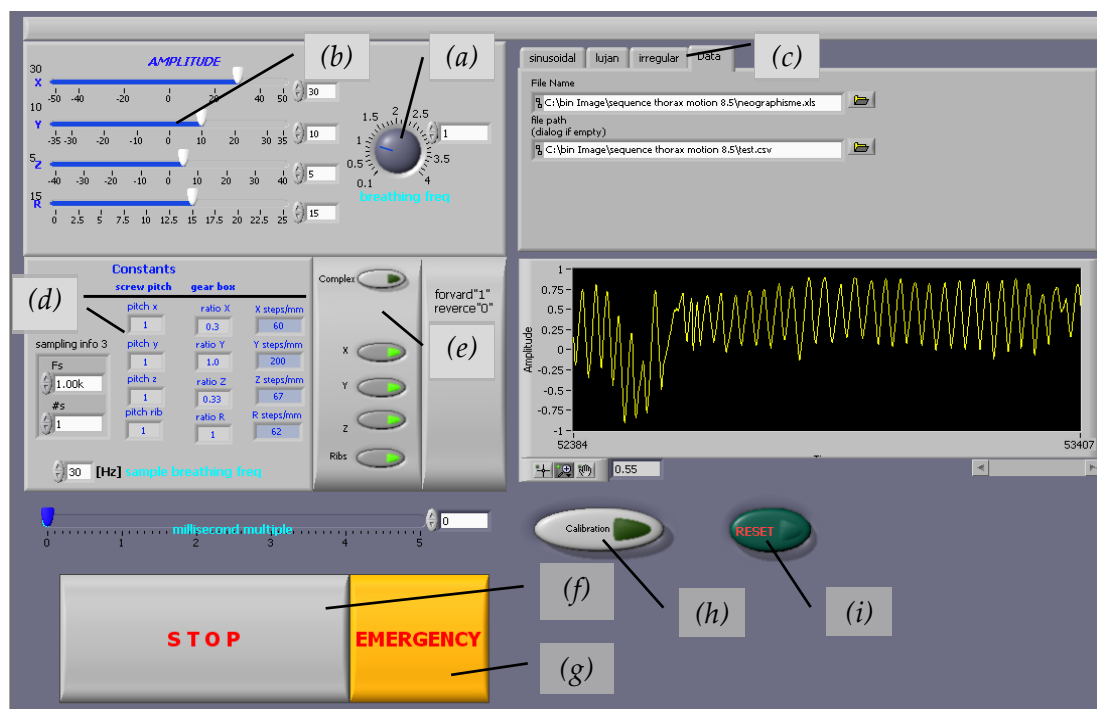 AMPLITUDE
(b)
(a)
30
X
-50 -40 -20 0 20 40 50
30
10
Y
-35 -30 -20 -10 0 10 20 30 35
10
5
Z
-40 -30 -20 -10 0 10 20 30 40
5
15
R
0 2.5 5 7.5 10 12.5 15 17.5 20 22.5 25
15
0.1 0.5 1 1.5 2 2.5 3.5 4
1
breathing freq
sinusoidal lujan irregular Data
(c)
File Name
C:\bin Image\sequence thorax motion 8.5\neographisme.xls
file path
(dialog if empty)
C:\bin Image\sequence thorax motion 8.5\test.csv
Constants
screw pitch gear box
(d)
pitch x ratio X X steps/mm
1 0.3 60
pitch y ratio Y Y steps/mm
1 1.0 200
pitch z ratio Z Z steps/mm
1 0.33 67
pitch rib ratio R R steps/mm
1 1 62
sampling info 3
Fs
1.00k
#s
1
30 [Hz] sample breathing freq
Complex
X
Y
Z
Ribs
forvard"1"
reverce"0"
(e)
Amplitude
1
0.75
0.5
0.25
0
-0.25
-0.5
-0.75
-1
52384 53407
0.55
millisecond multiple
0 1 2 3 4 5
0
Calibration
RESET
(h)
(i)
STOP
EMERGENCY
(f)
(g)